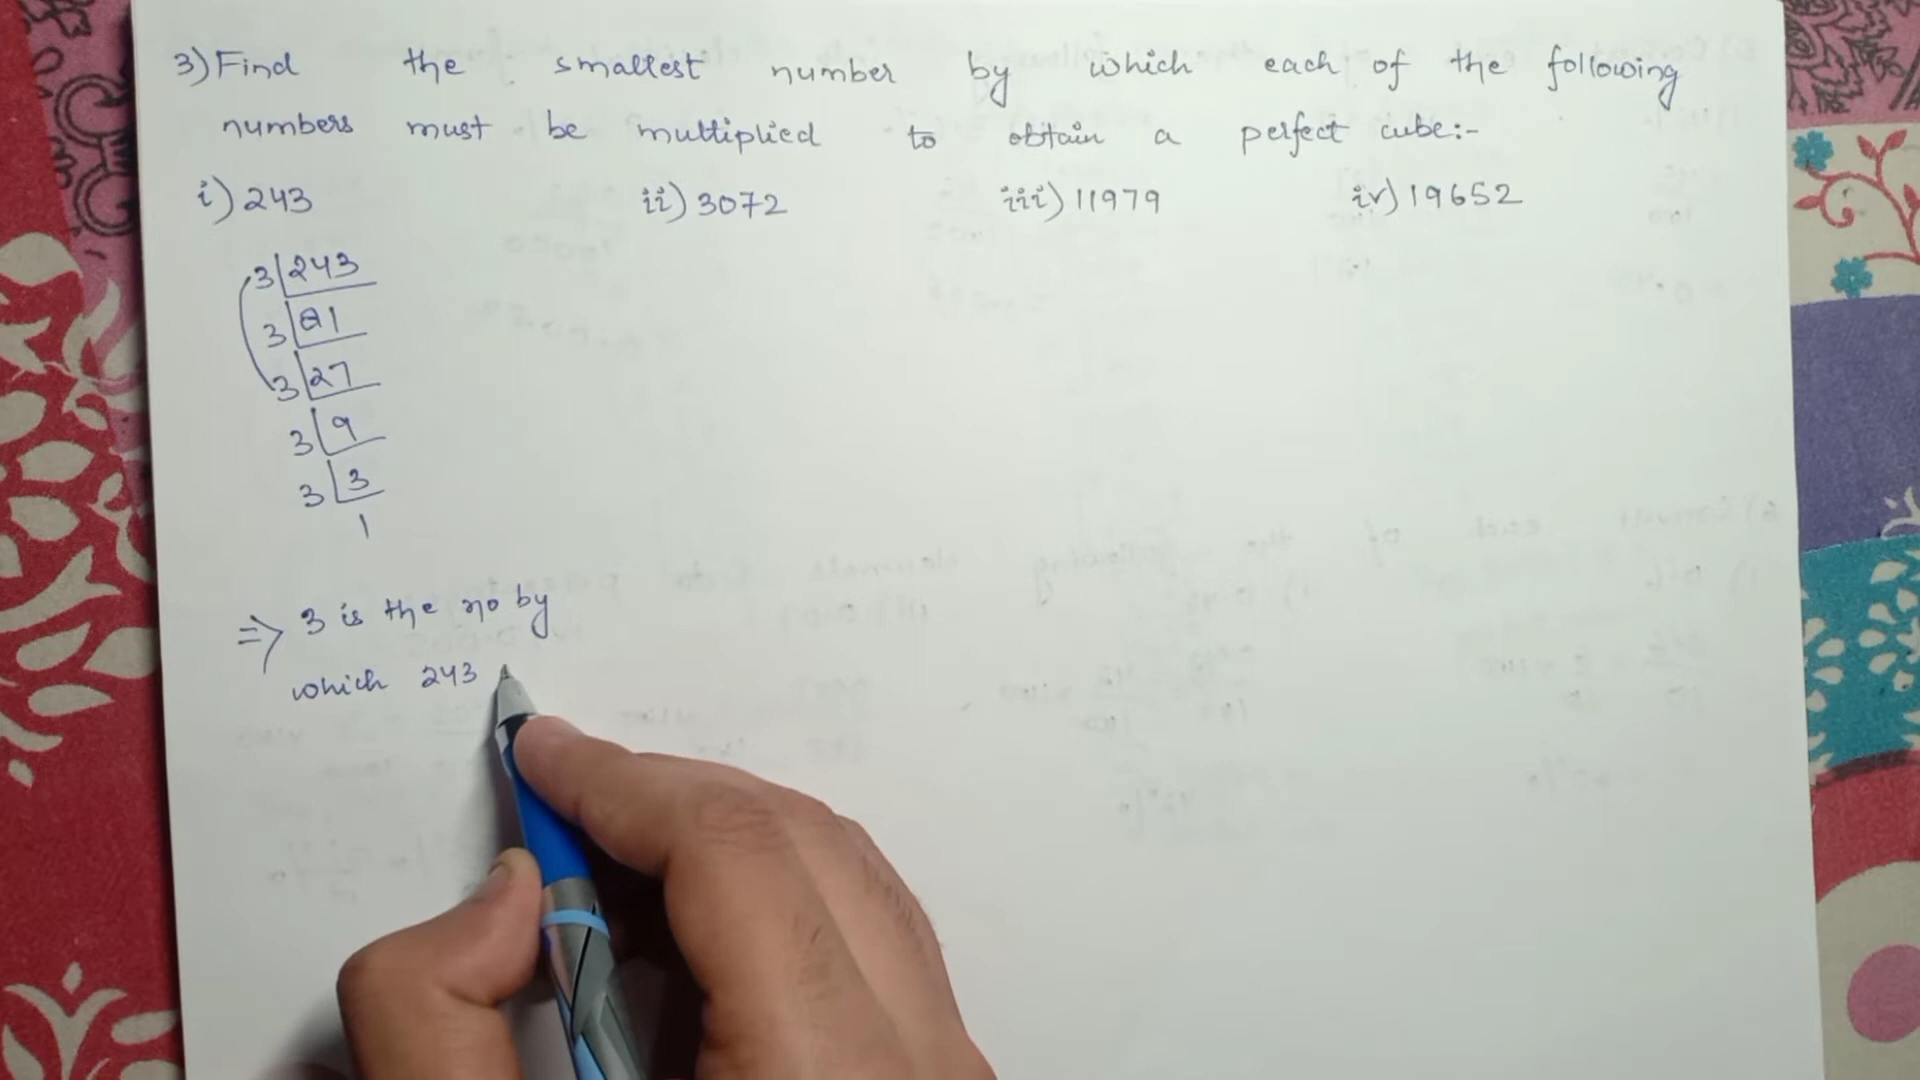 3) Find the smallest number by which each of the following
numbers must be multiplied to obtain a perfect cube:-
i) 243 ii) 3072 iii) 11979 iv) 19652
3 | 243
3 | 81
3 | 27
3 | 9
3 | 3
1
⇒ 3 is the no by
which 243